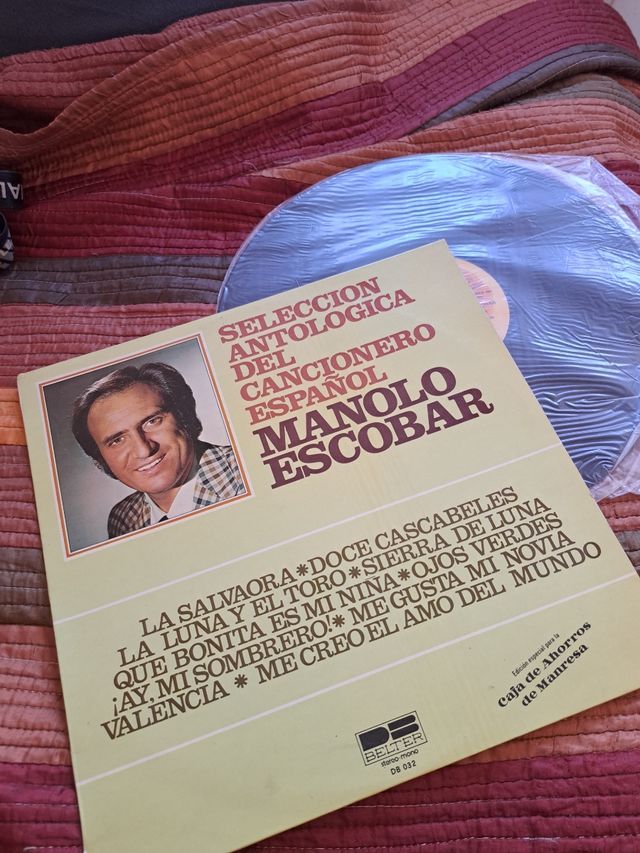 SELECCION
ANTOLOGICA
DEL
CANCIONERO
ESPAÑOL
MANOLO
ESCOBAR
LA SALVAORA * DOCE CASCABELES
LA LUNA Y EL TORO * SIERRA DE LUNA
QUE BONITA ES MI NIÑA * OJOS VERDES
¡AY, MI SOMBRERO! * ME GUSTA MI NOVIA
VALENCIA * ME CREO EL AMO DEL MUNDO
Edición especial para la
caja de Ahorros
de Manresa
BELTER
stereo-mono
DB 032